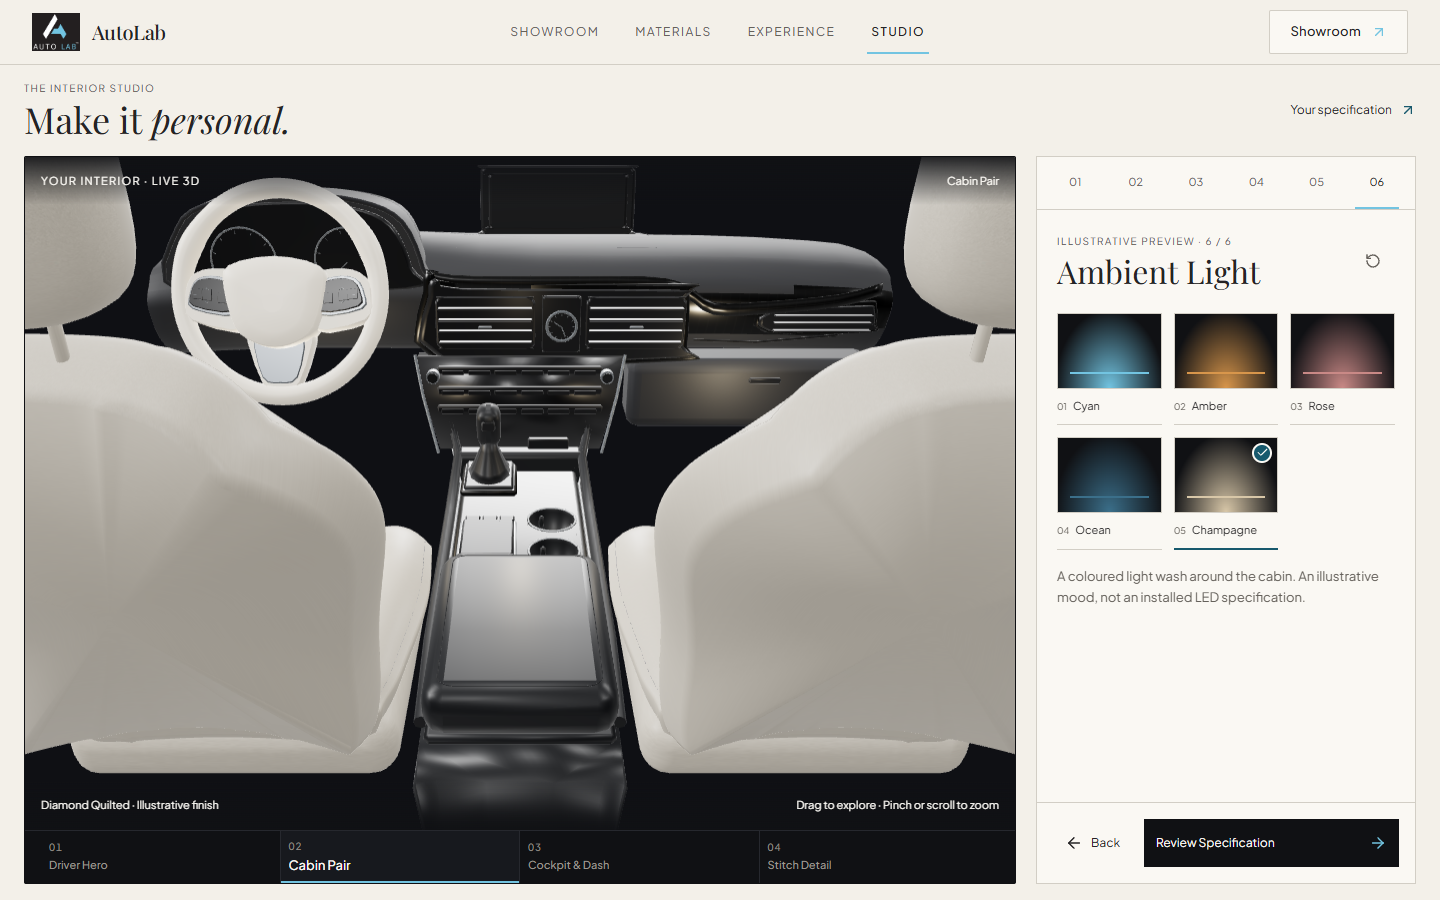 AUTO LAB
AutoLab
SHOWROOM
MATERIALS
EXPERIENCE
STUDIO
Showroom
THE INTERIOR STUDIO
Make it personal.
Your specification
YOUR INTERIOR · LIVE 3D
Cabin Pair
Diamond Quilted · Illustrative finish
Drag to explore · Pinch or scroll to zoom
01
Driver Hero
02
Cabin Pair
03
Cockpit & Dash
04
Stitch Detail
01
02
03
04
05
06
ILLUSTRATIVE PREVIEW · 6 / 6
Ambient Light
01 Cyan
02 Amber
03 Rose
04 Ocean
05 Champagne
A coloured light wash around the cabin. An illustrative
mood, not an installed LED specification.
Back
Review Specification